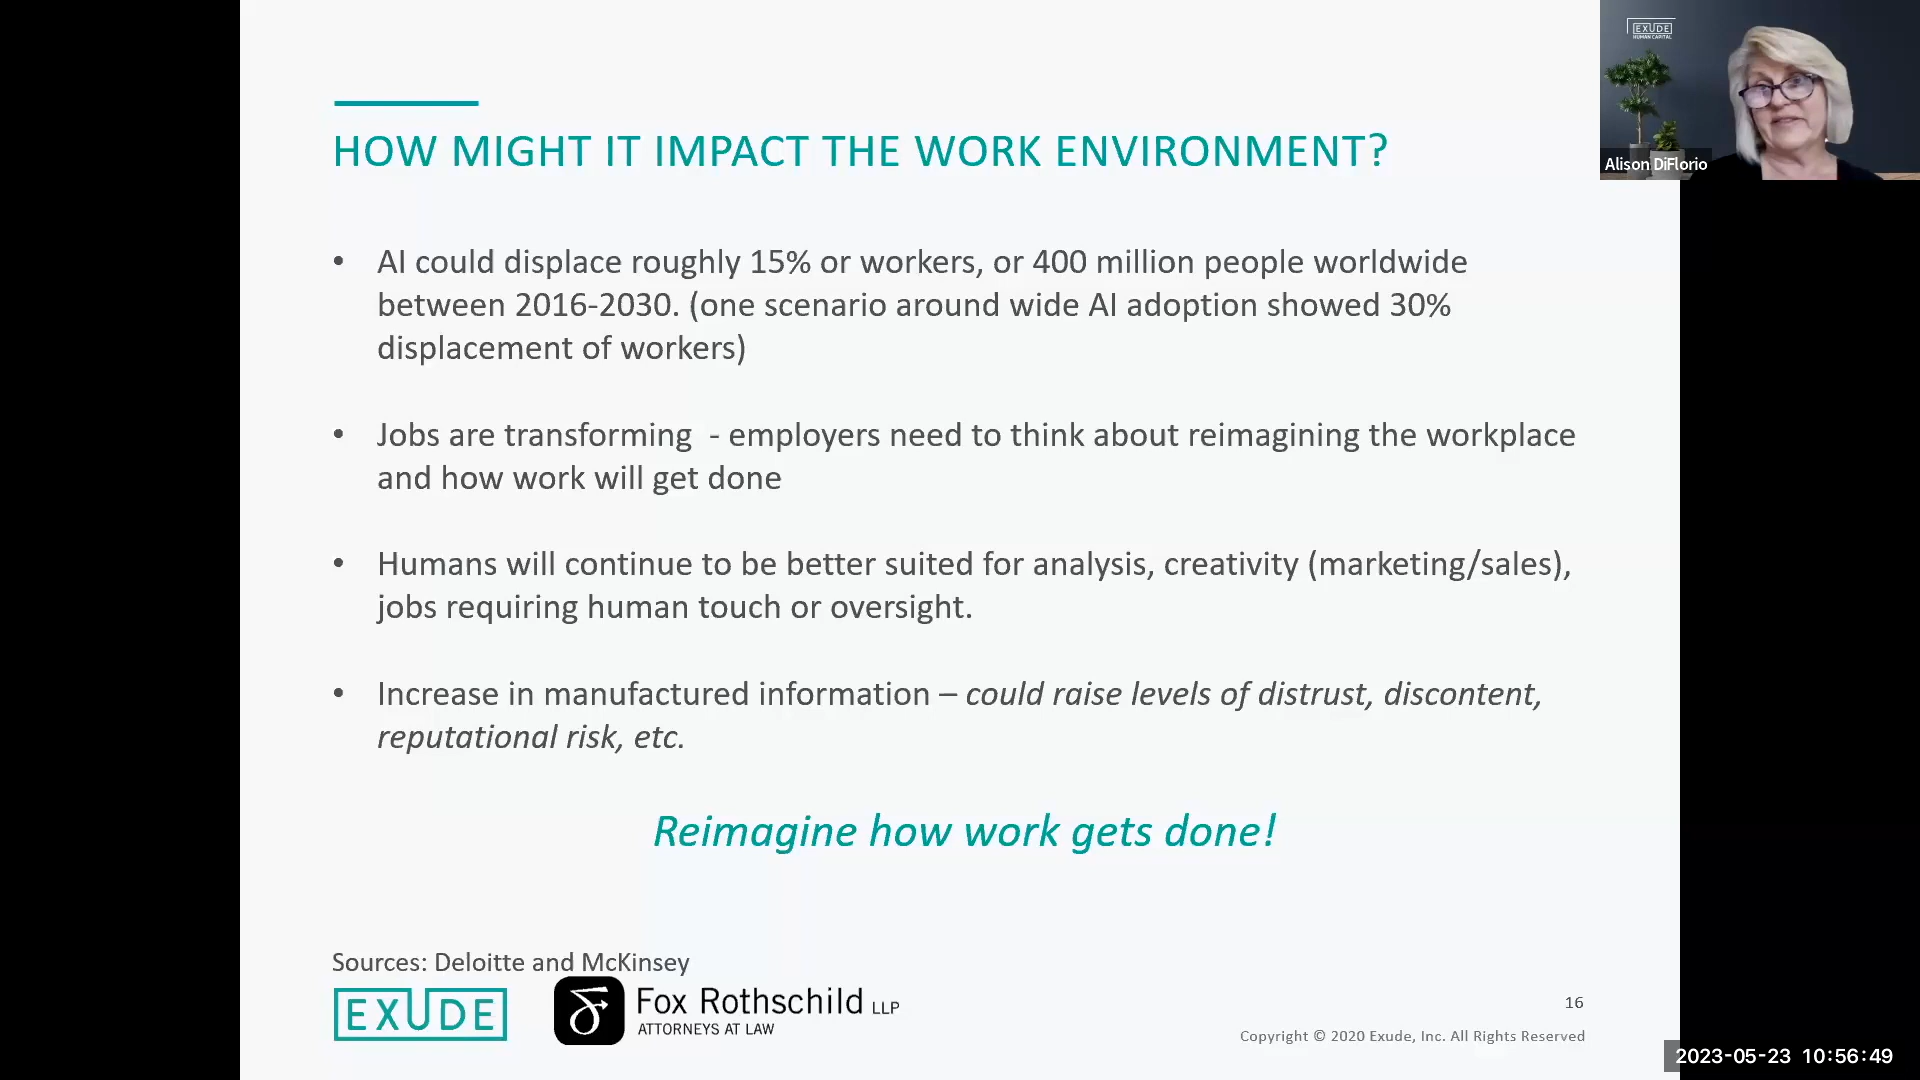 HOW MIGHT IT IMPACT THE WORK ENVIRONMENT?
• AI could displace roughly 15% or workers, or 400 million people worldwide
between 2016-2030. (one scenario around wide AI adoption showed 30%
displacement of workers)
• Jobs are transforming  - employers need to think about reimagining the workplace
and how work will get done
• Humans will continue to be better suited for analysis, creativity (marketing/sales),
jobs requiring human touch or oversight.
• Increase in manufactured information – could raise levels of distrust, discontent,
reputational risk, etc.
Reimagine how work gets done!
Sources: Deloitte and McKinsey
EXUDE
Fox Rothschild LLP
ATTORNEYS AT LAW
16
Copyright © 2020 Exude, Inc. All Rights Reserved
EXUDE
HUMAN CAPITAL
Alison DiFlorio
2023-05-23 10:56:49